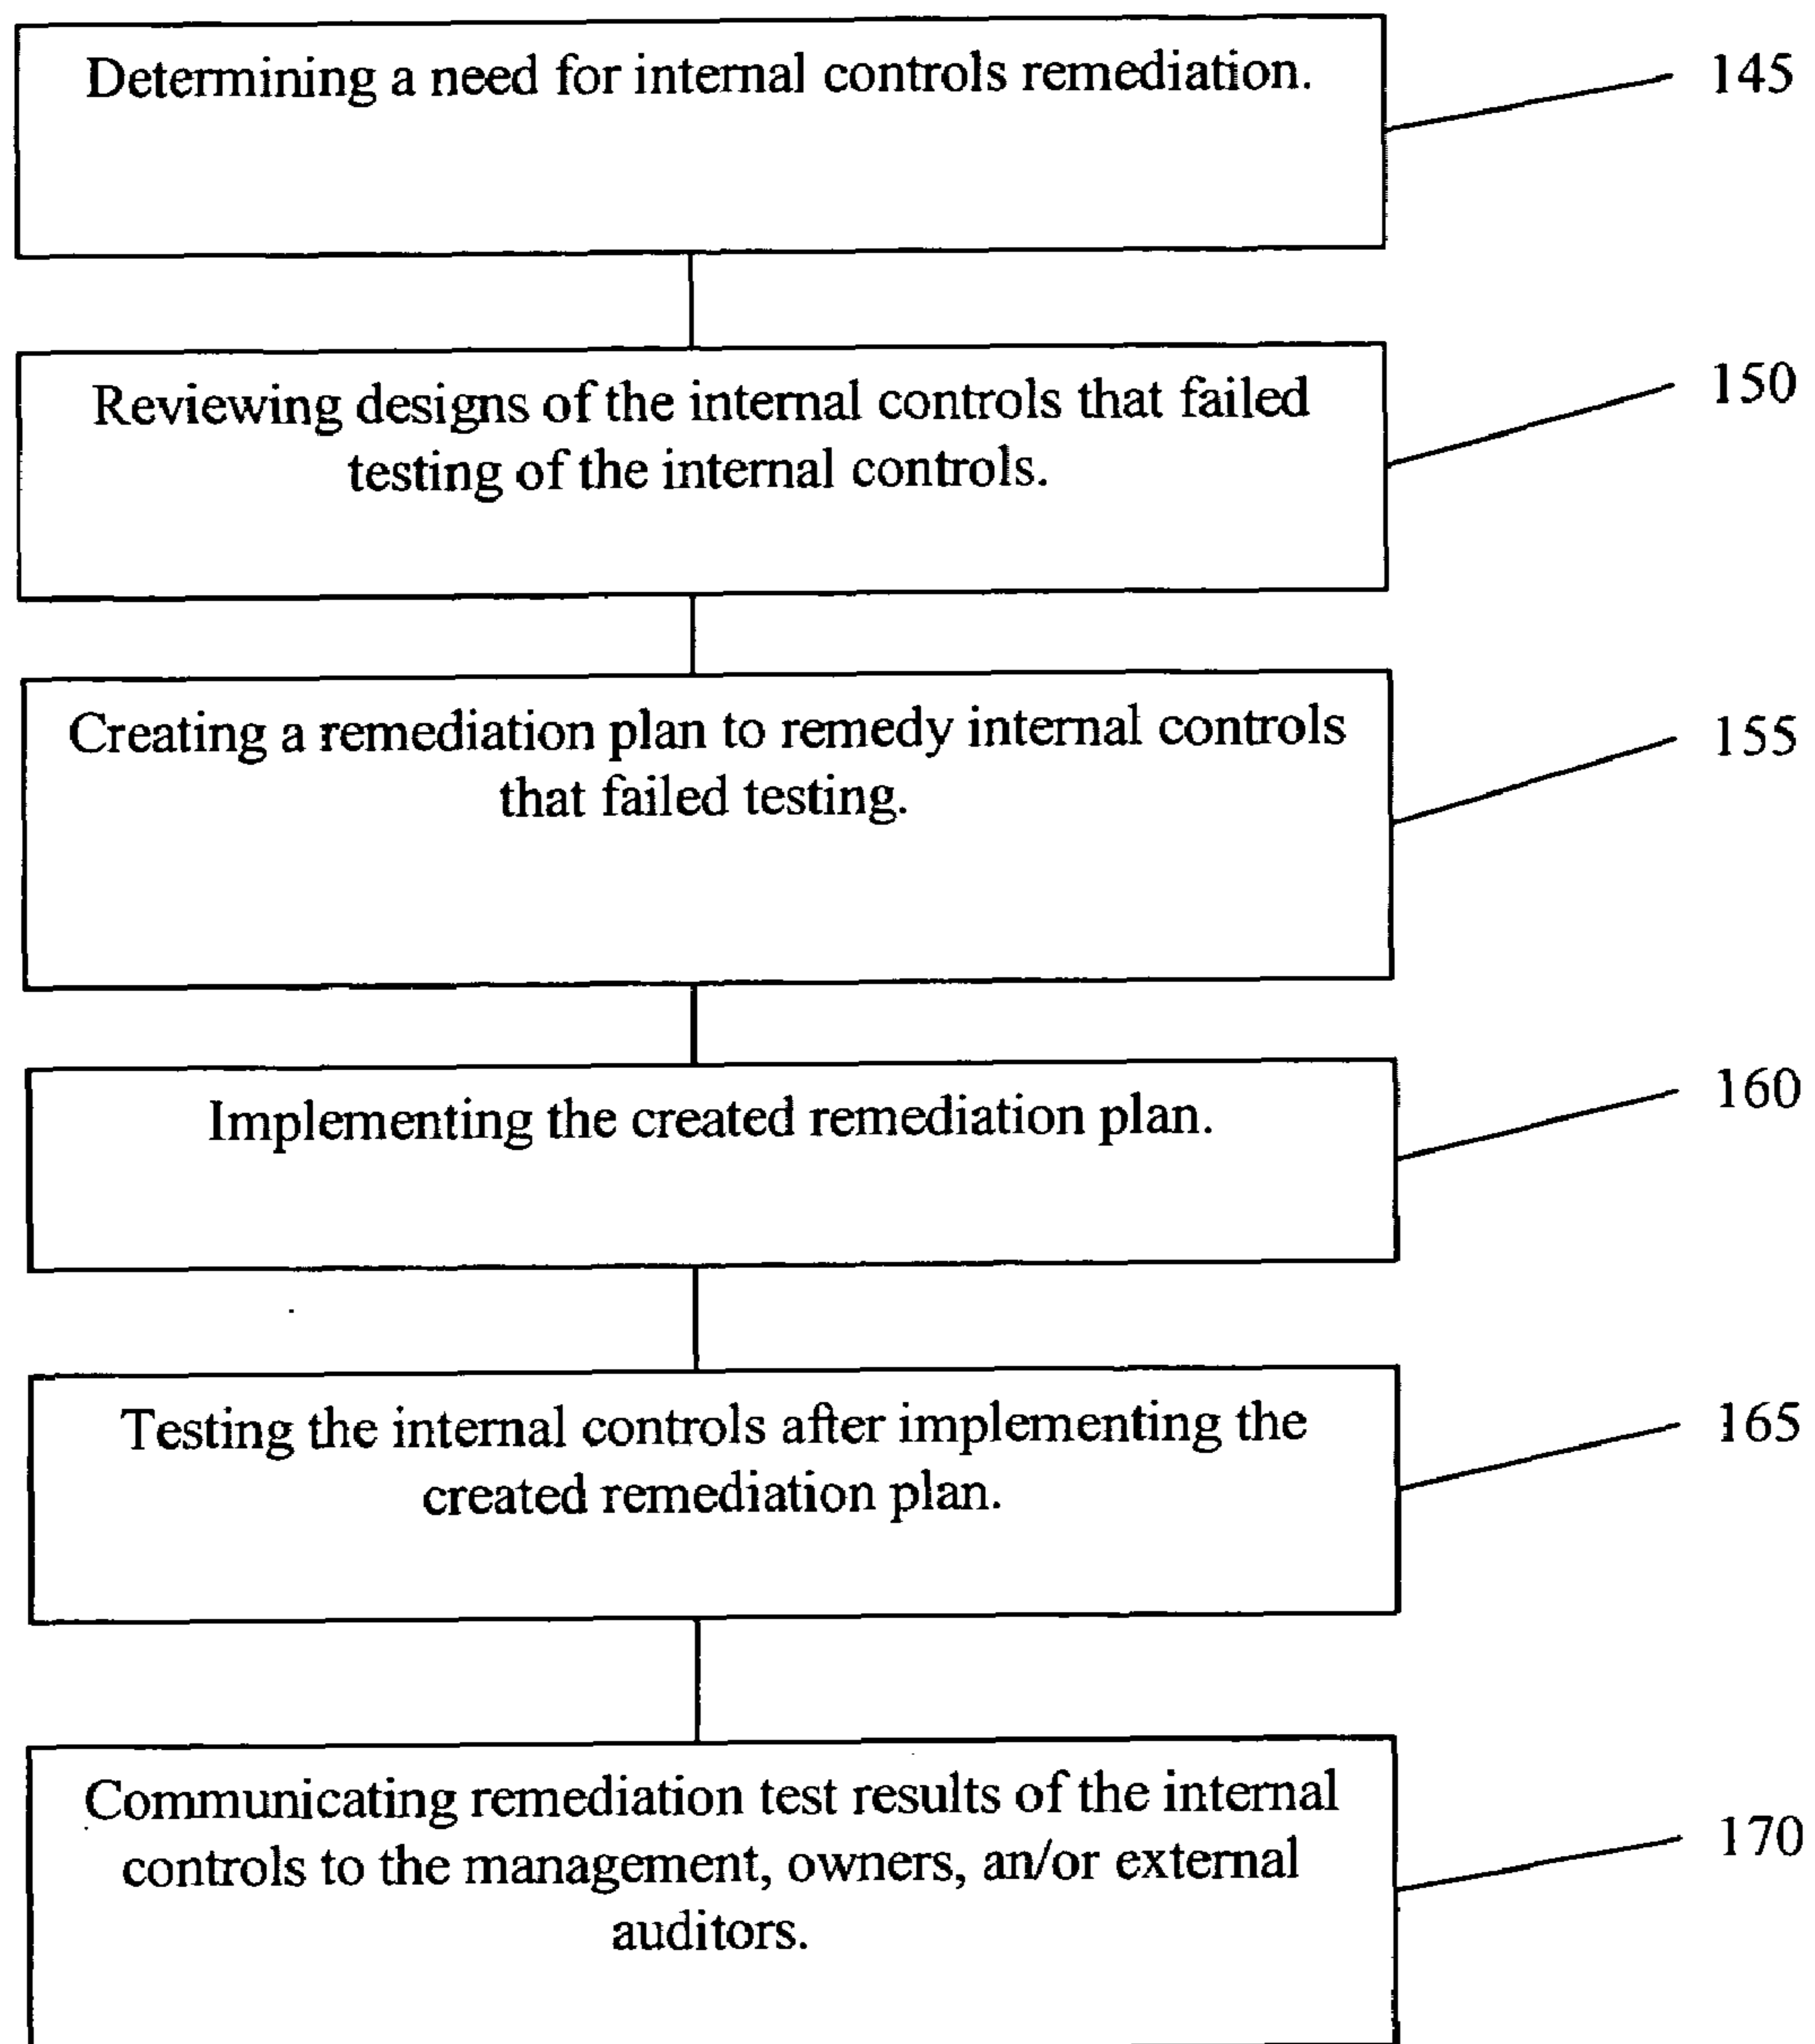 Determining a need for internal controls remediation.
145
Reviewing designs of the internal controls that failed
testing of the internal controls.
150
Creating a remediation plan to remedy internal controls
that failed testing.
155
Implementing the created remediation plan.
160
Testing the internal controls after implementing the
created remediation plan.
165
Communicating remediation test results of the internal
controls to the management, owners, an/or external
auditors.
170